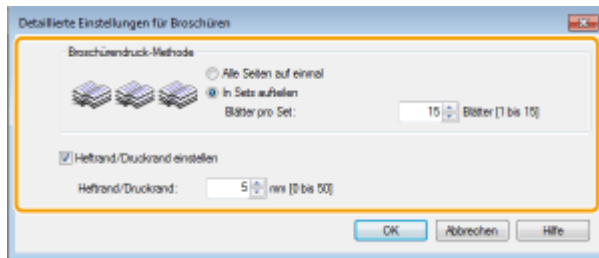 Detaillierte Einstellungen für Broschüren
Broschürendruck-Methode
Alle Seiten auf einmal
In Sets aufteilen
Blätter pro Set: 15 Blätter [1 bis 15]
Heftrand/Druckrand einstellen
Heftrand/Druckrand: 5 mm [0 bis 50]
OK Abbrechen Hilfe